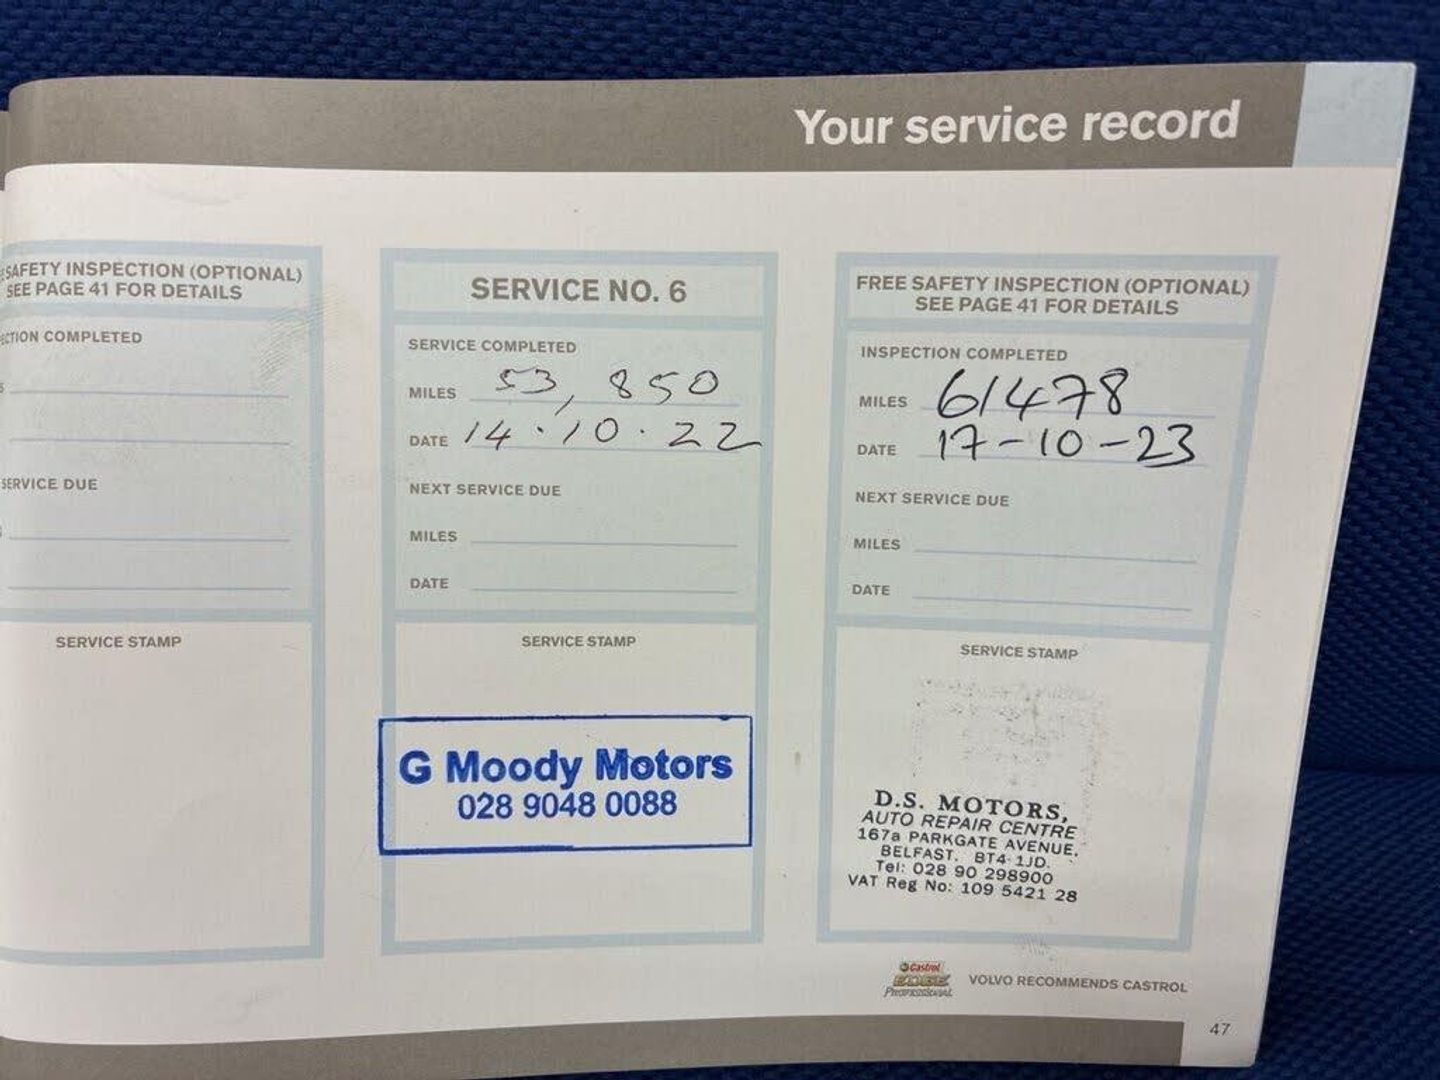 Your service record
SAFETY INSPECTION (OPTIONAL)
SEE PAGE 41 FOR DETAILS
COMPLETED
SERVICE DUE
SERVICE STAMP
SERVICE NO. 6
SERVICE COMPLETED
MILES 53,850
DATE 14.10.22
NEXT SERVICE DUE
MILES
DATE
SERVICE STAMP
G Moody Motors
028 9048 0088
FREE SAFETY INSPECTION (OPTIONAL)
SEE PAGE 41 FOR DETAILS
INSPECTION COMPLETED
MILES 61478
DATE 17-10-23
NEXT SERVICE DUE
MILES
DATE
SERVICE STAMP
D.S. MOTORS,
AUTO REPAIR CENTRE
167a PARKGATE AVENUE,
BELFAST. BT4 1JD.
Tel: 028 90 298900
VAT Reg No: 109 5421 28
Castrol
EDGE
Professional
VOLVO RECOMMENDS CASTROL
47